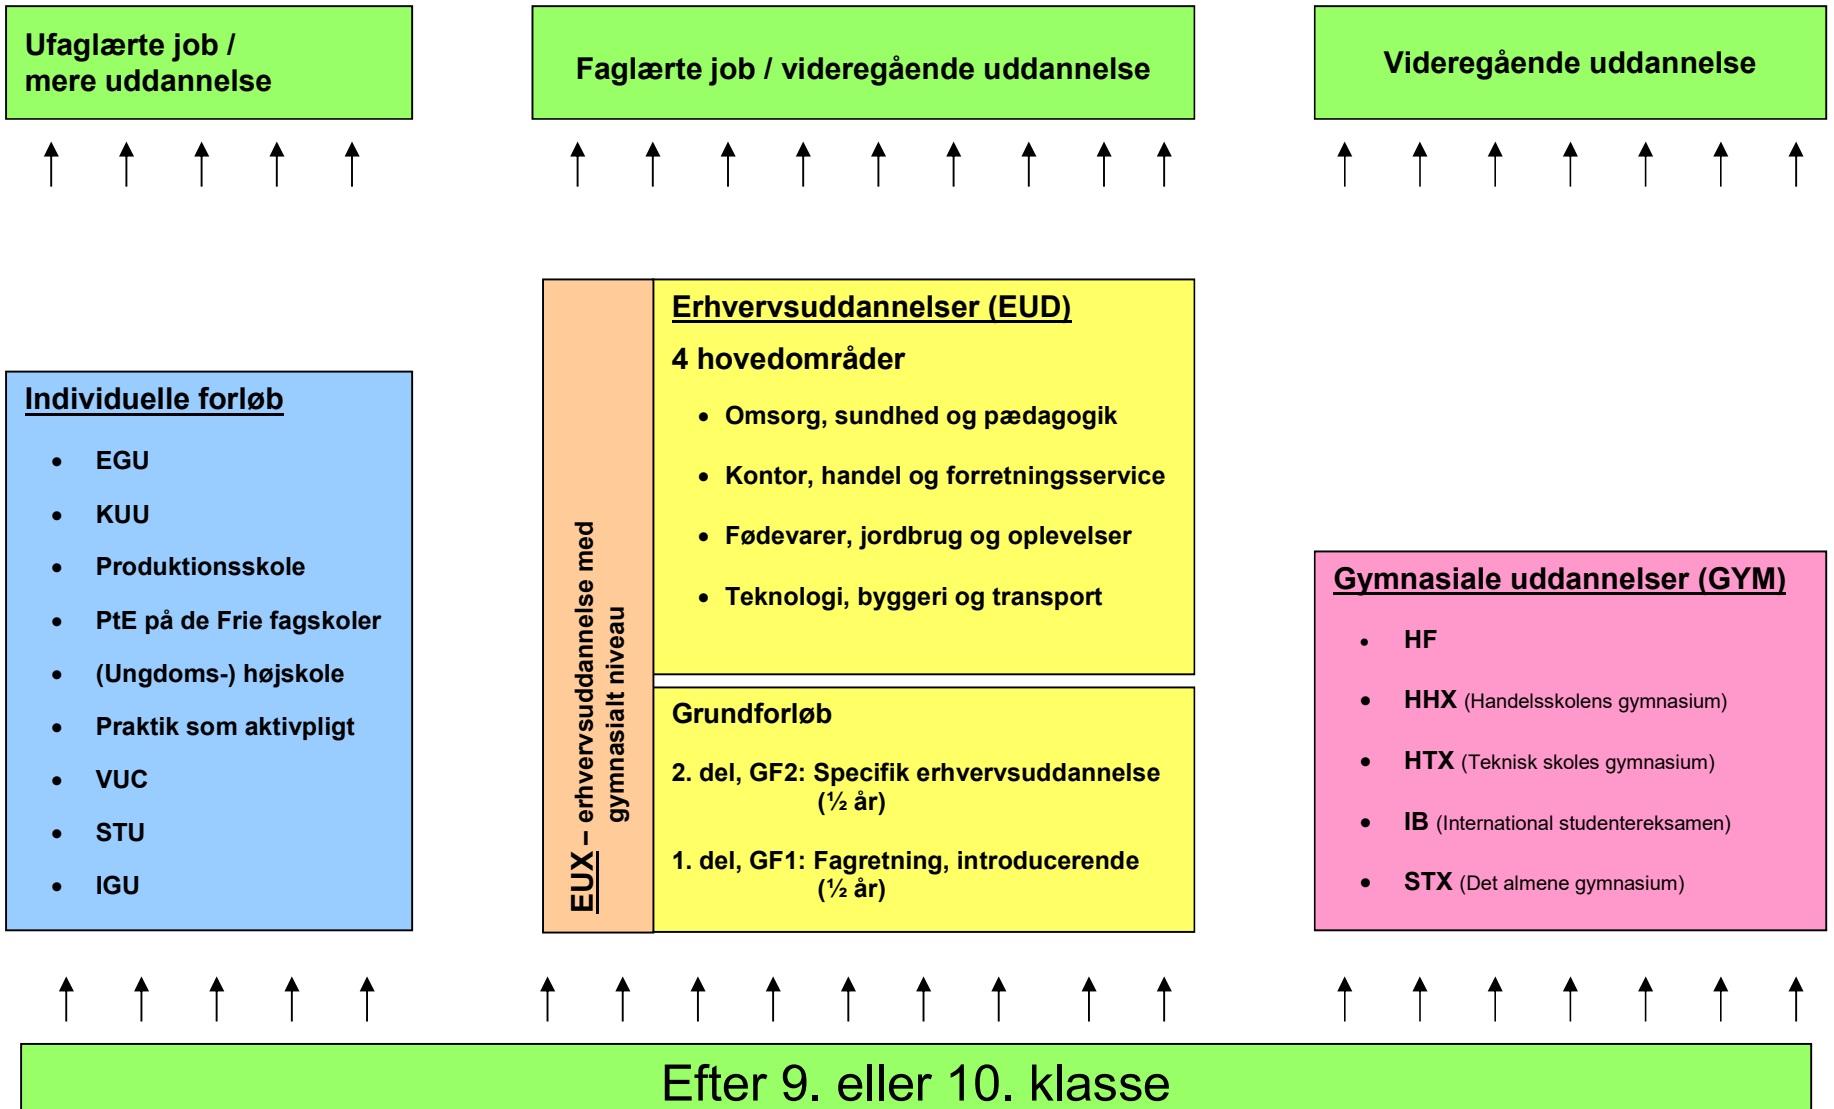 Ufaglærte job /
mere uddannelse
Faglærte job / videregående uddannelse
Videregående uddannelse
Individuelle forløb
• EGU
• KUU
• Produktionsskole
• PtE på de Frie fagskoler
• (Ungdoms-) højskole
• Praktik som aktivpligt
• VUC
• STU
• IGU
EUX – erhvervsuddannelse med
gymnasialt niveau
Erhvervsuddannelser (EUD)
4 hovedområder
• Omsorg, sundhed og pædagogik
• Kontor, handel og forretningsservice
• Fødevarer, jordbrug og oplevelser
• Teknologi, byggeri og transport
Grundforløb
2. del, GF2: Specifik erhvervsuddannelse
(½ år)
1. del, GF1: Fagretning, introducerende
(½ år)
Gymnasiale uddannelser (GYM)
• HF
• HHX (Handelsskolens gymnasium)
• HTX (Teknisk skoles gymnasium)
• IB (International studentereksamen)
• STX (Det almene gymnasium)
Efter 9. eller 10. klasse